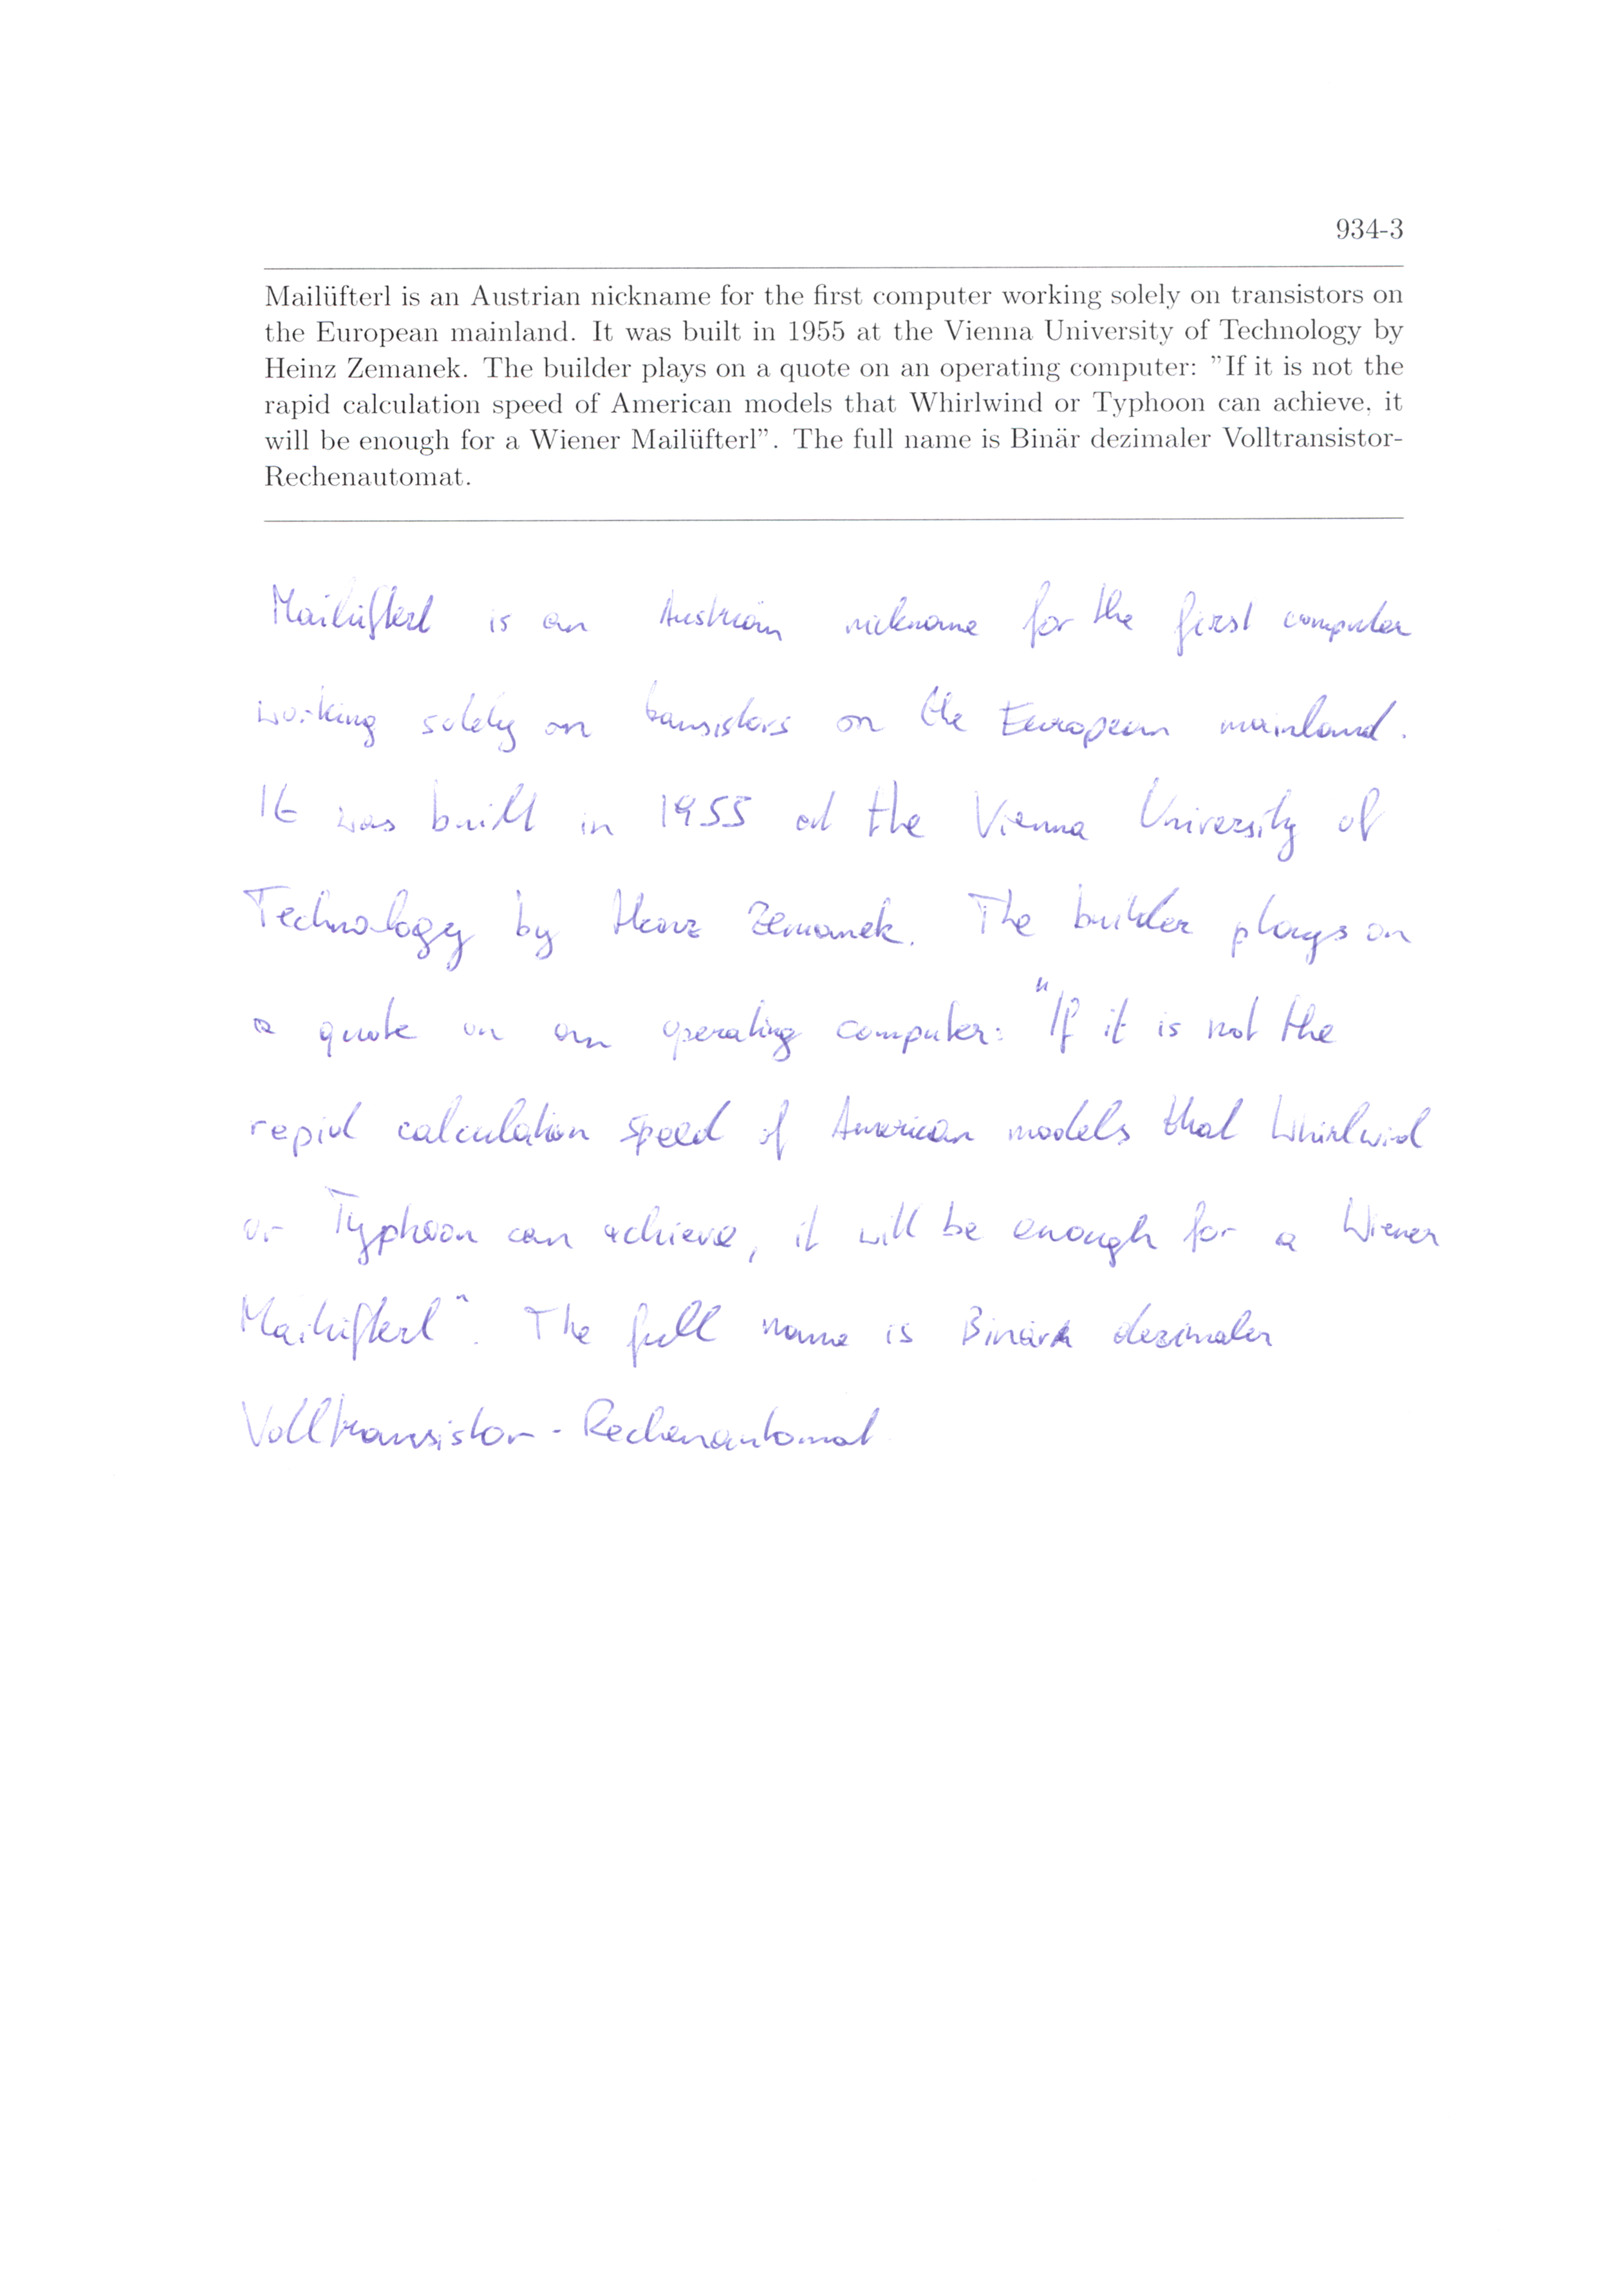 934-3
Mailüfterl is an Austrian nickname for the first computer working solely on transistors on
the European mainland. It was built in 1955 at the Vienna University of Technology by
Heinz Zemanek. The builder plays on a quote on an operating computer: "If it is not the
rapid calculation speed of American models that Whirlwind or Typhoon can achieve, it
will be enough for a Wiener Mailüfterl". The full name is Binär dezimaler Volltransistor-
Rechenautomat.
Mailüfterl is an Austrian nickname for the first computer
working solely on transistors on the European mainland.
It was built in 1955 at the Vienna University of
Technology by Heinz Zemanek. The builder plays on
a quote on an operating computer: "If it is not the
repid calculation speed of American models that Whirlwid
or Typhoon can achieve, it will be enough for a Wiener
Mailüfterl". The full name is Binär dezimaler
Volltransistor-Rechenautomat